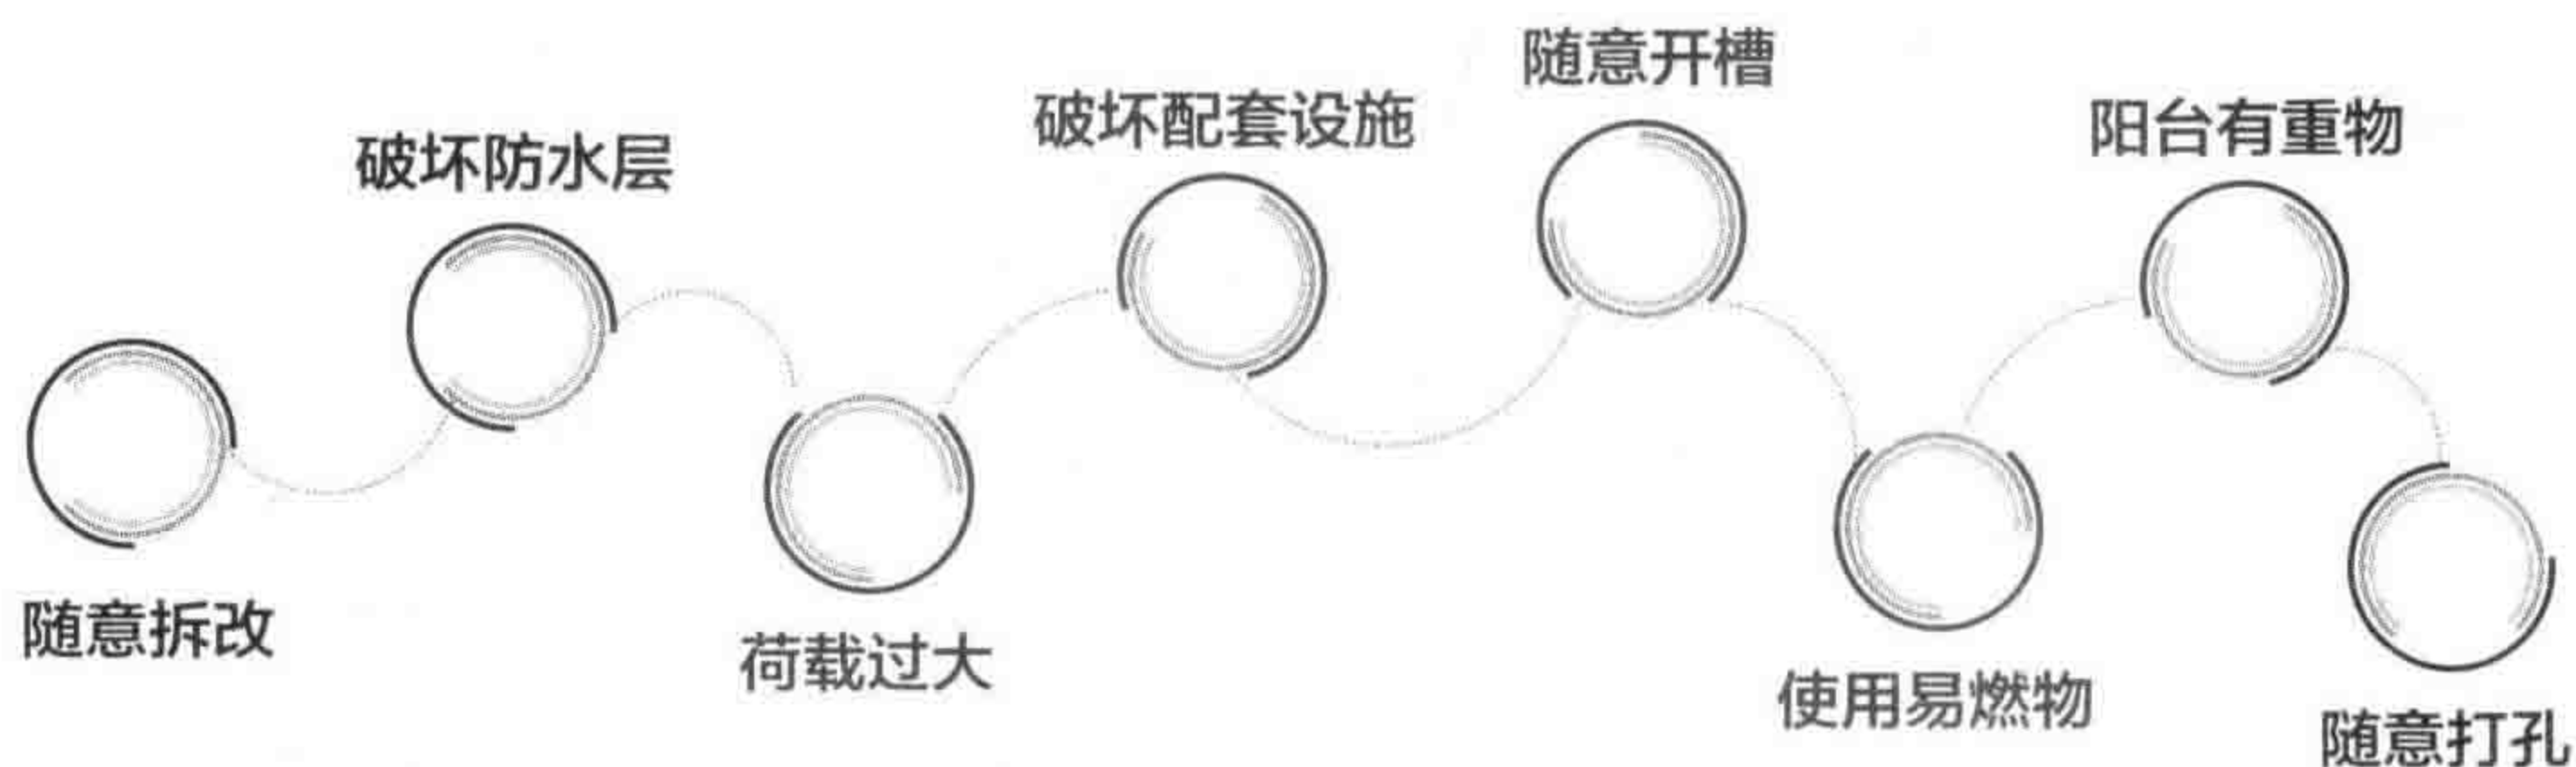 随意拆改
破坏防水层
荷载过大
破坏配套设施
随意开槽
使用易燃物
阳台有重物
随意打孔